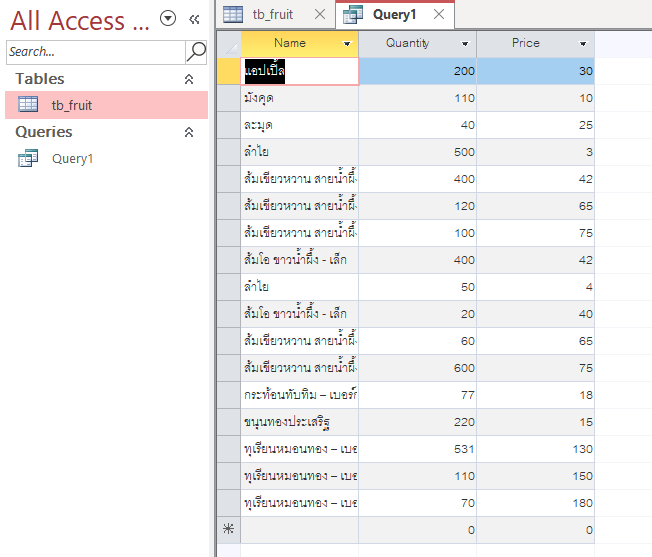 All Access ...
Search...
Tables
tb_fruit
Queries
Query1
tb_fruit Query1
Name Quantity Price
แอปเปิ้ล 200 30
มังคุด 110 10
ละมุด 40 25
ลำไย 500 3
ส้มเขียวหวาน สายน้ำผึ้ง 400 42
ส้มเขียวหวาน สายน้ำผึ้ง 120 65
ส้มเขียวหวาน สายน้ำผึ้ง 100 75
ส้มโอ ขาวน้ำผึ้ง - เล็ก 400 42
ลำไย 50 4
ส้มโอ ขาวน้ำผึ้ง - เล็ก 20 40
ส้มเขียวหวาน สายน้ำผึ้ง 60 65
ส้มเขียวหวาน สายน้ำผึ้ง 600 75
กระท้อนทับทิม – เบอร์ 77 18
ขนุนทองประเสริฐ 220 15
ทุเรียนหมอนทอง – เบอ 531 130
ทุเรียนหมอนทอง – เบอ 110 150
ทุเรียนหมอนทอง – เบอ 70 180
0 0